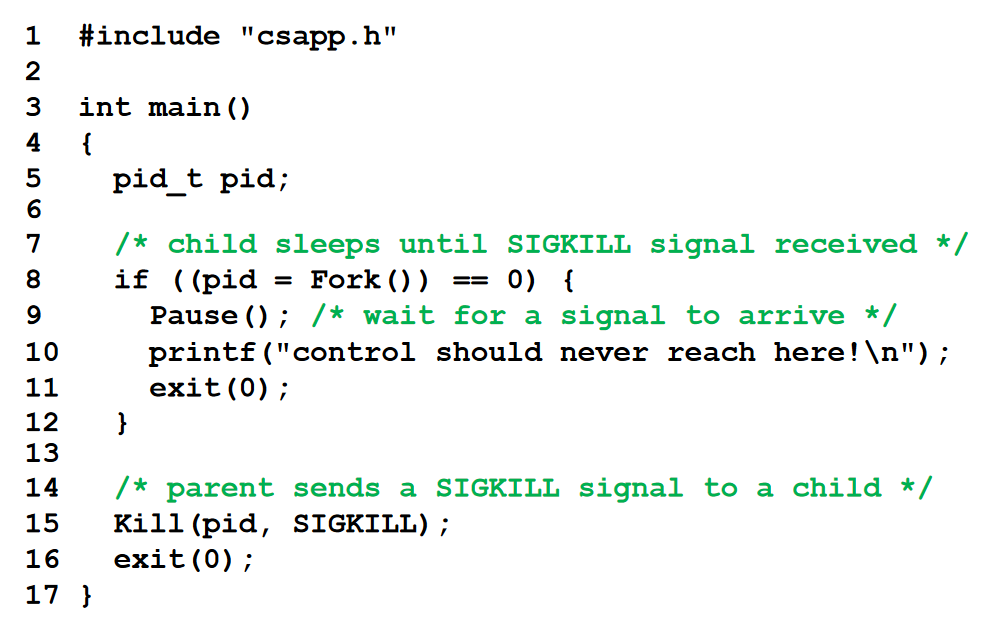 1 #include "csapp.h"
2
3 int main()
4 {
5 pid_t pid;
6
7 /* child sleeps until SIGKILL signal received */
8 if ((pid = Fork()) == 0) {
9 Pause(); /* wait for a signal to arrive */
10 printf("control should never reach here!\n");
11 exit(0);
12 }
13
14 /* parent sends a SIGKILL signal to a child */
15 Kill(pid, SIGKILL);
16 exit(0);
17 }